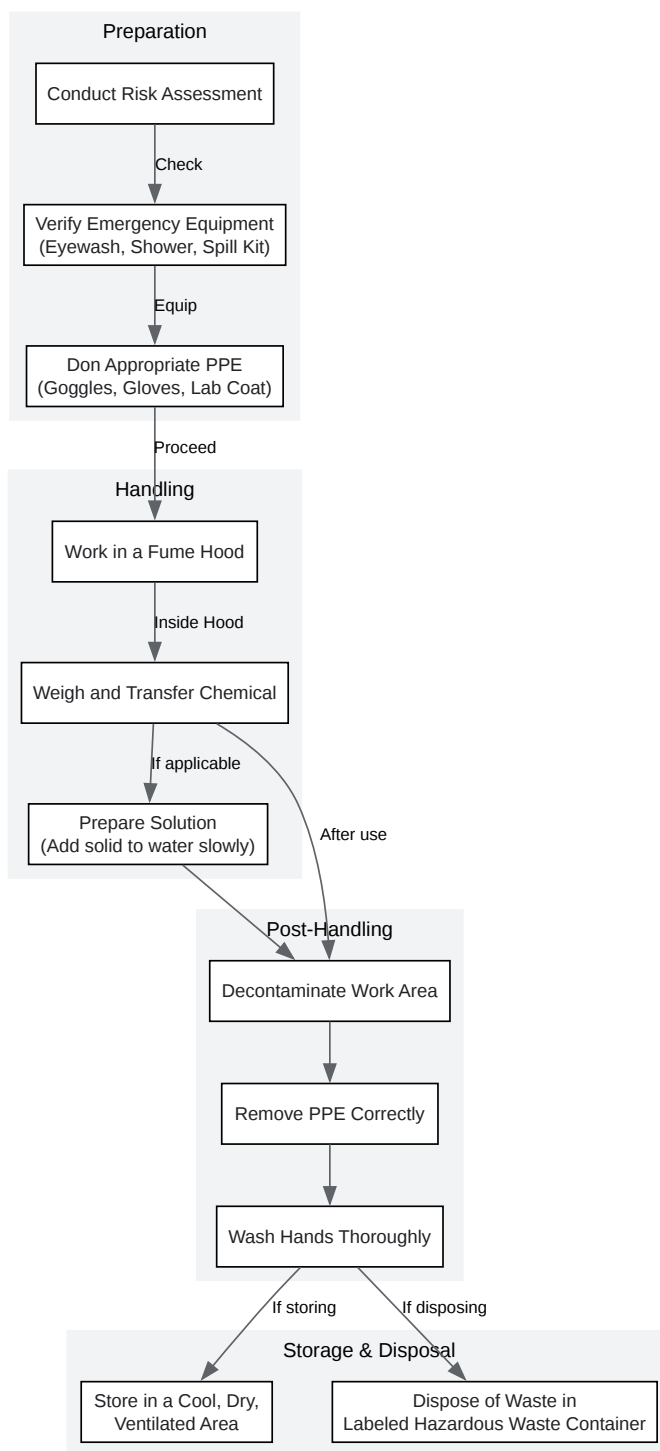 Preparation
Conduct Risk Assessment
Check
Verify Emergency Equipment
(Eyewash, Shower, Spill Kit)
Equip
Don Appropriate PPE
(Goggles, Gloves, Lab Coat)
Proceed
Handling
Work in a Fume Hood
Inside Hood
Weigh and Transfer Chemical
If applicable
Prepare Solution
(Add solid to water slowly)
After use
Post-Handling
Decontaminate Work Area
Remove PPE Correctly
Wash Hands Thoroughly
If storing
If disposing
Storage & Disposal
Store in a Cool, Dry,
Ventilated Area
Dispose of Waste in
Labeled Hazardous Waste Container